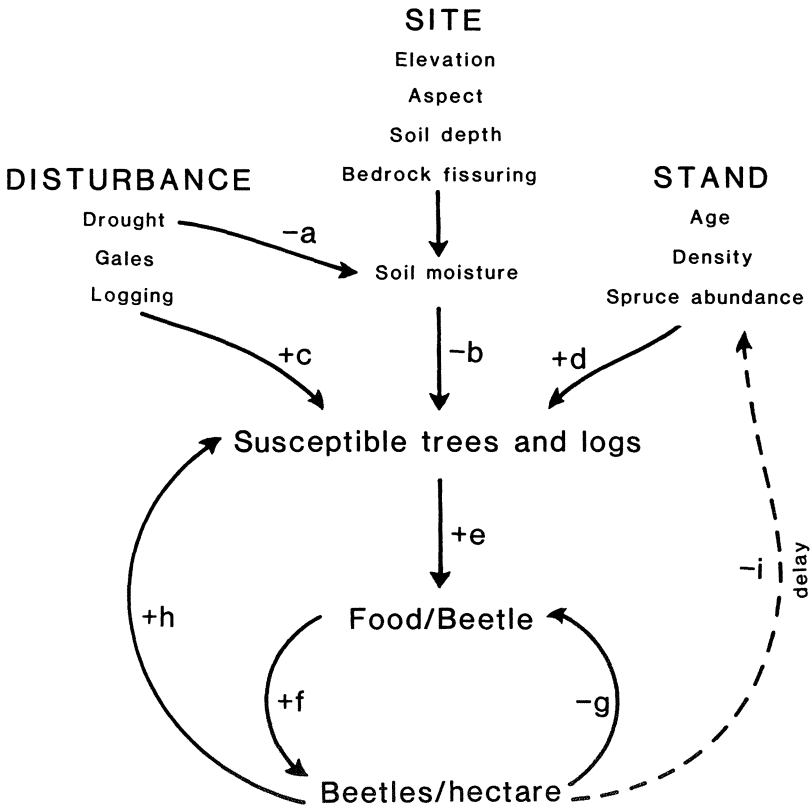 SITE
Elevation
Aspect
Soil depth
Bedrock fissuring
DISTURBANCE
Drought
Gales
Logging
STAND
Age
Density
Spruce abundance
-a
Soil moisture
+c
-b
+d
Susceptible trees and logs
+e
-i
delay
+h
Food/Beetle
+f
-g
Beetles/hectare